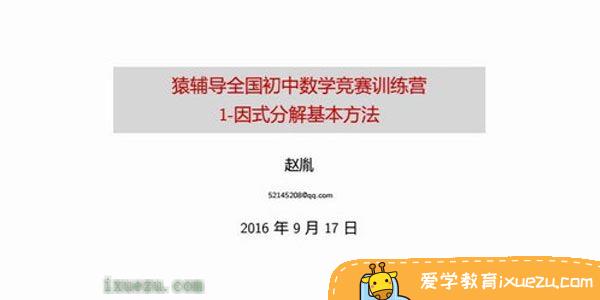 猿辅导全国初中数学竞赛训练营
1-因式分解基本方法
赵胤
52145208@qq.com
2016 年 9 月 17 日
ixuezu.com
爱学教育ixuezu.com